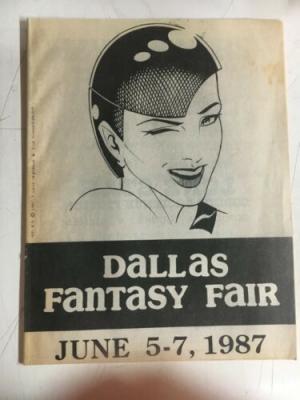 DaLLas
FaNTaSY FaIR
JUNE 5-7, 1987